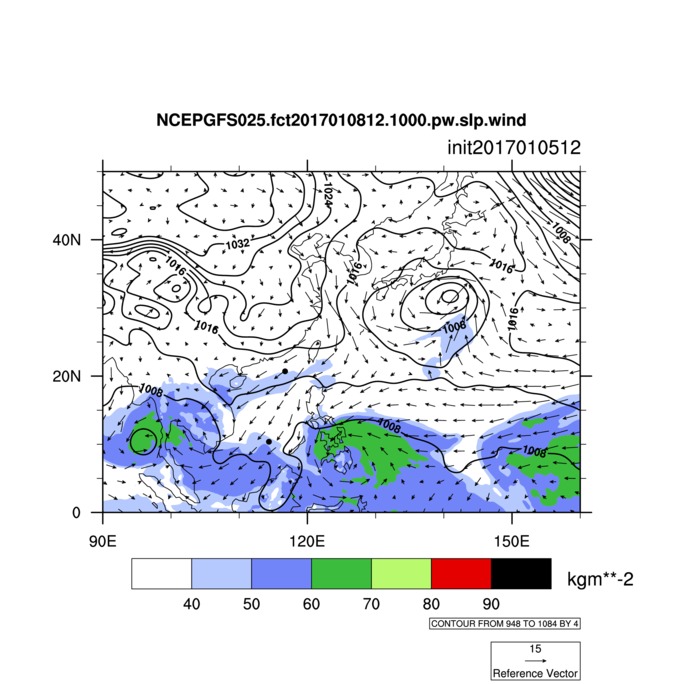 NCEPGFS025.fct2017010812.1000.pw.slp.wind
init2017010512
1024
1008
40N
1032
1016
1016
1016
1016
1016
1008
20N
1008
1008
1008
0
90E 120E 150E
40 50 60 70 80 90
kgm**-2
CONTOUR FROM 948 TO 1084 BY 4
15
Reference Vector